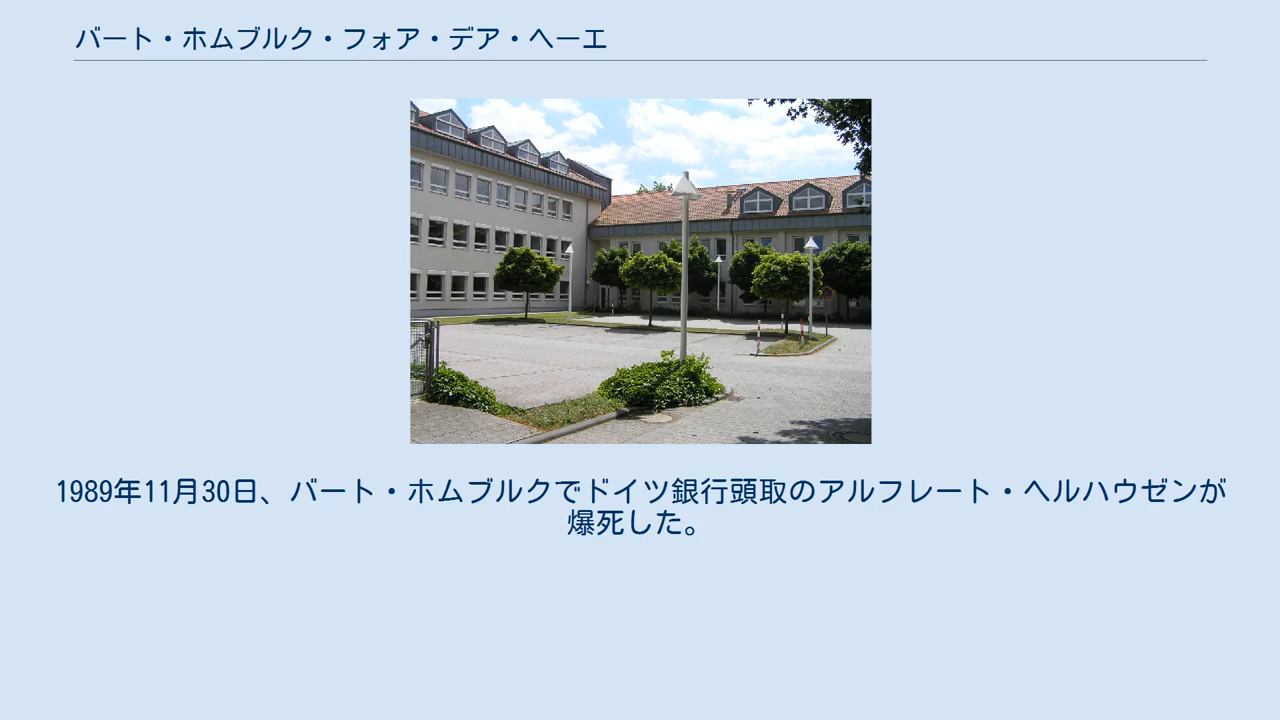 バート・ホムブルク・フォア・デア・ヘーエ
1989年11月30日、バート・ホムブルクでドイツ銀行頭取のアルフレート・ヘルハウゼンが
爆死した。